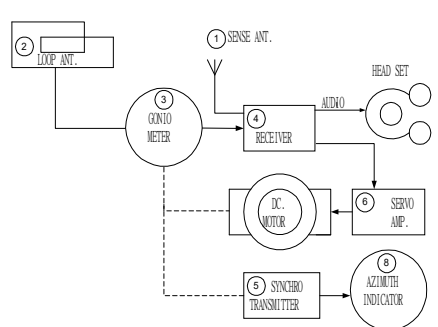 1 SENSE ANT.
2
LOOP ANT.
HEAD SET
3
GONIO
METER
AUDiO
4
RECEIVER
DC.
MOTOR
6 SERVO
AMP.
5 SYNCHRO
TRANSMITTER
8
AZIMUTH
INDICATOR